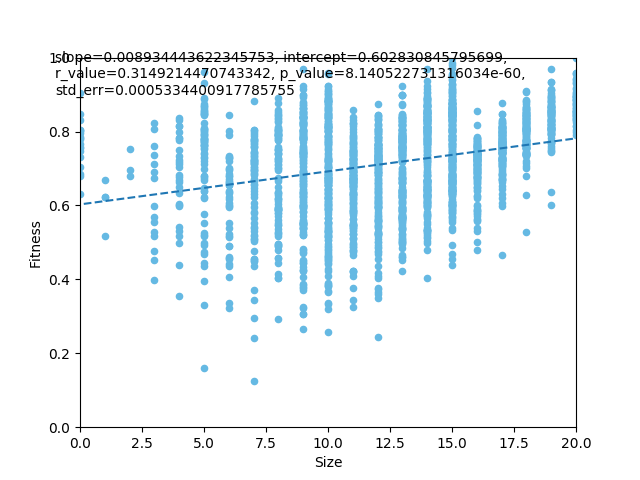 slope=0.008934443622345753, intercept=0.602830845795699,
r_value=0.3149214470743342, p_value=8.140522731316034e-60,
std_err=0.0005334400917785755
1.0
0.8
0.6
0.4
0.2
0.0
Fitness
0.0 2.5 5.0 7.5 10.0 12.5 15.0 17.5 20.0
Size